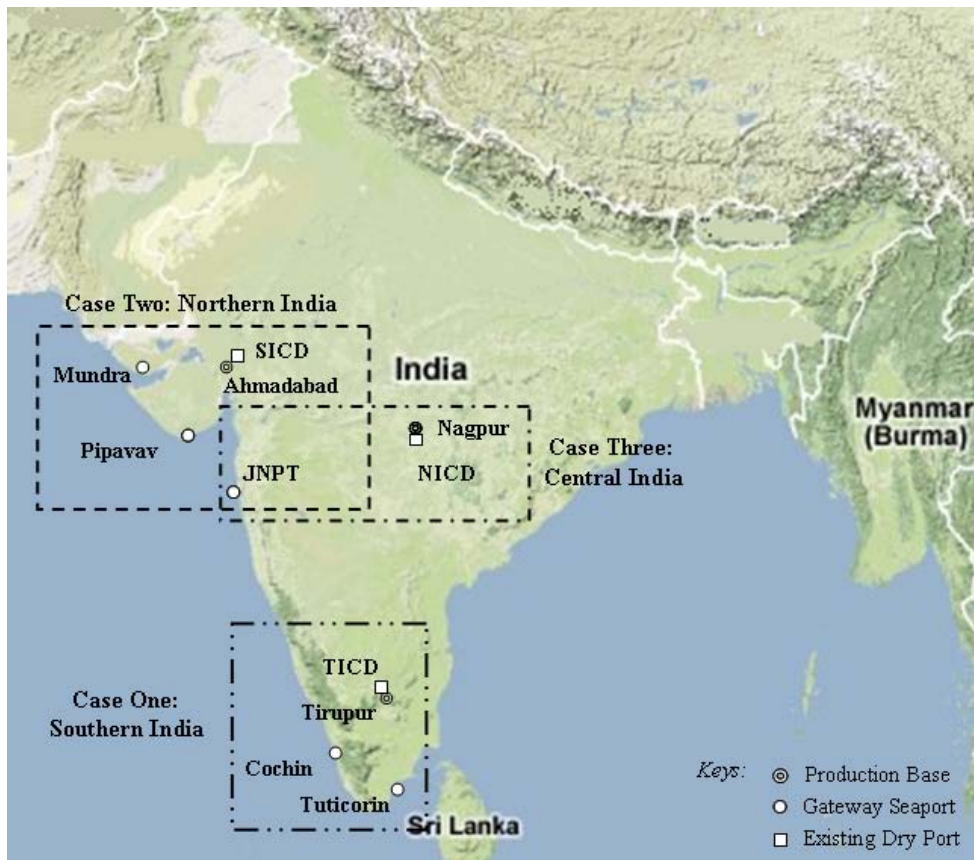 Case Two: Northern India
SICD
Mundra
Ahmadabad
India
Myanmar
(Burma)
Pipavav
JNPT
Nagpur
NICD
Case Three:
Central India
TICD
Case One:
Southern India
Tirupur
Cochin
Tuticorin
Sri Lanka
Keys:
Production Base
Gateway Seaport
Existing Dry Port